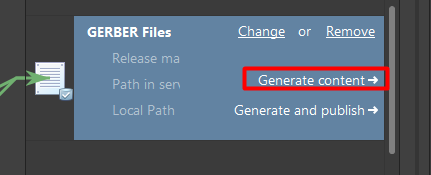 GERBER Files Change or Remove
Release ma
Path in serv Generate content →
Local Path Generate and publish →